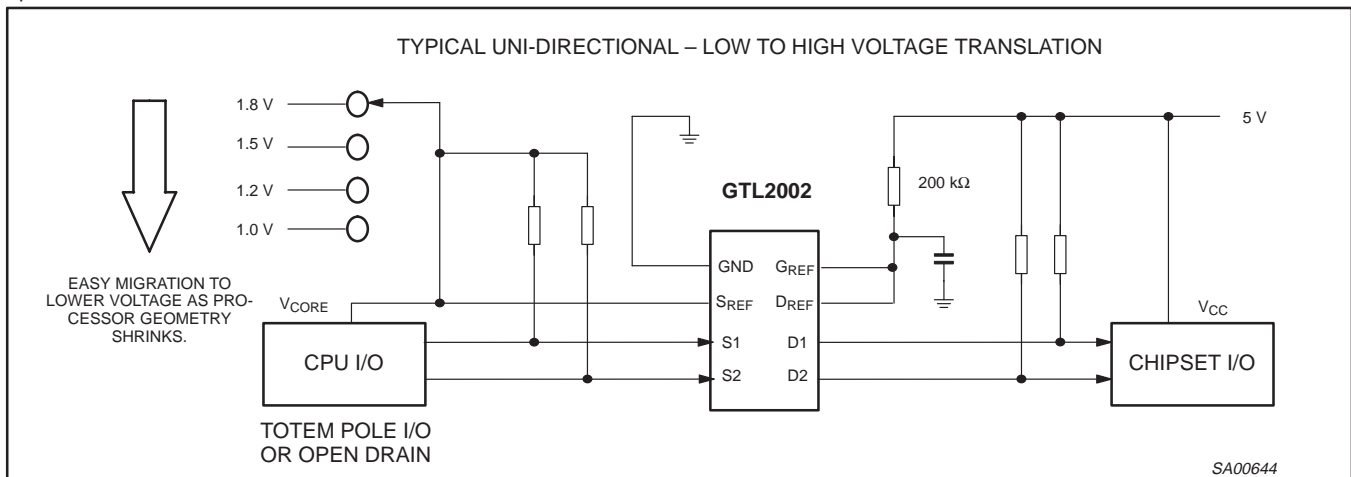 TYPICAL UNI-DIRECTIONAL – LOW TO HIGH VOLTAGE TRANSLATION
1.8 V
1.5 V
1.2 V
1.0 V
EASY MIGRATION TO
LOWER VOLTAGE AS PRO-
CESSOR GEOMETRY
SHRINKS.
VCORE
CPU I/O
TOTEM POLE I/O
OR OPEN DRAIN
GTL2002
GND GREF
SREF DREF
S1 D1
S2 D2
200 kΩ
5 V
VCC
CHIPSET I/O
SA00644